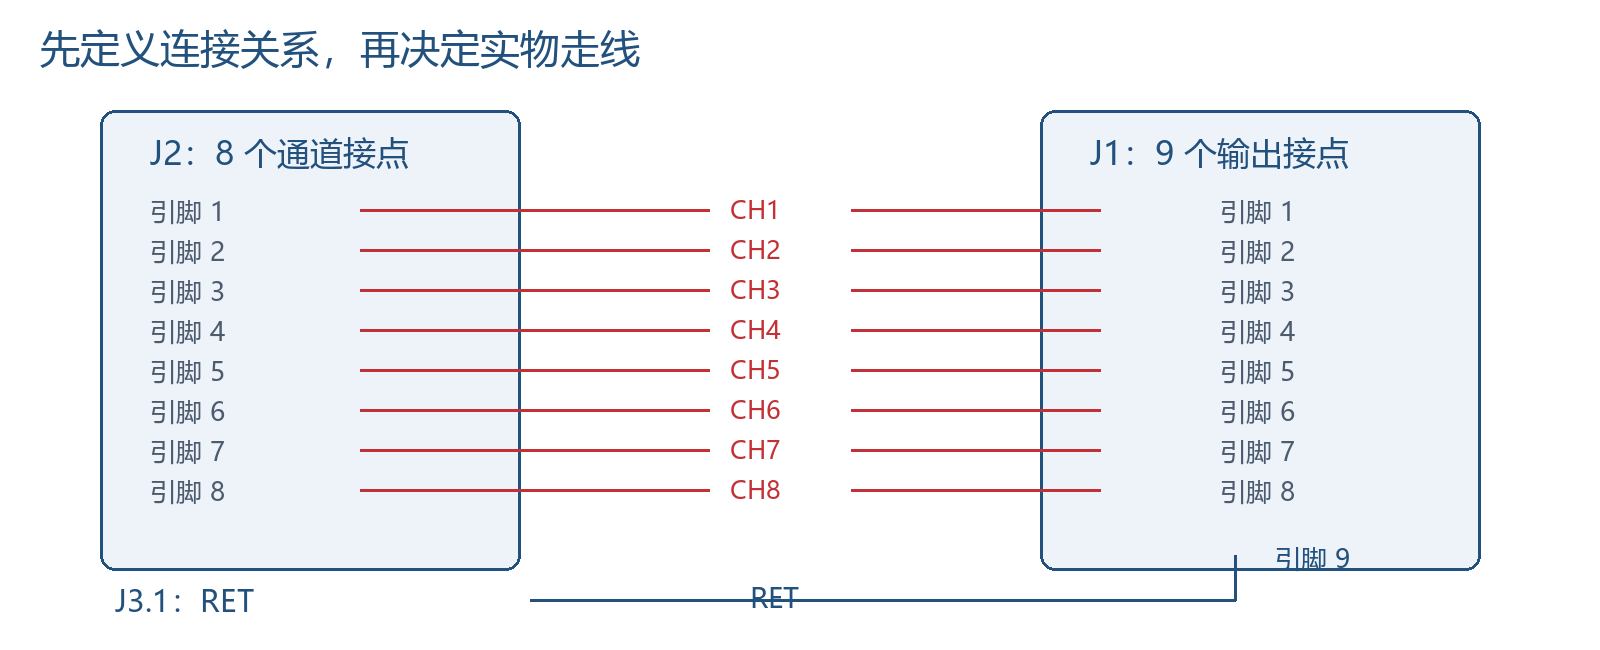 先定义连接关系，再决定实物走线
J2：8 个通道接点
J1：9 个输出接点
引脚 1 CH1 引脚 1
引脚 2 CH2 引脚 2
引脚 3 CH3 引脚 3
引脚 4 CH4 引脚 4
引脚 5 CH5 引脚 5
引脚 6 CH6 引脚 6
引脚 7 CH7 引脚 7
引脚 8 CH8 引脚 8
引脚 9
J3.1：RET
RET